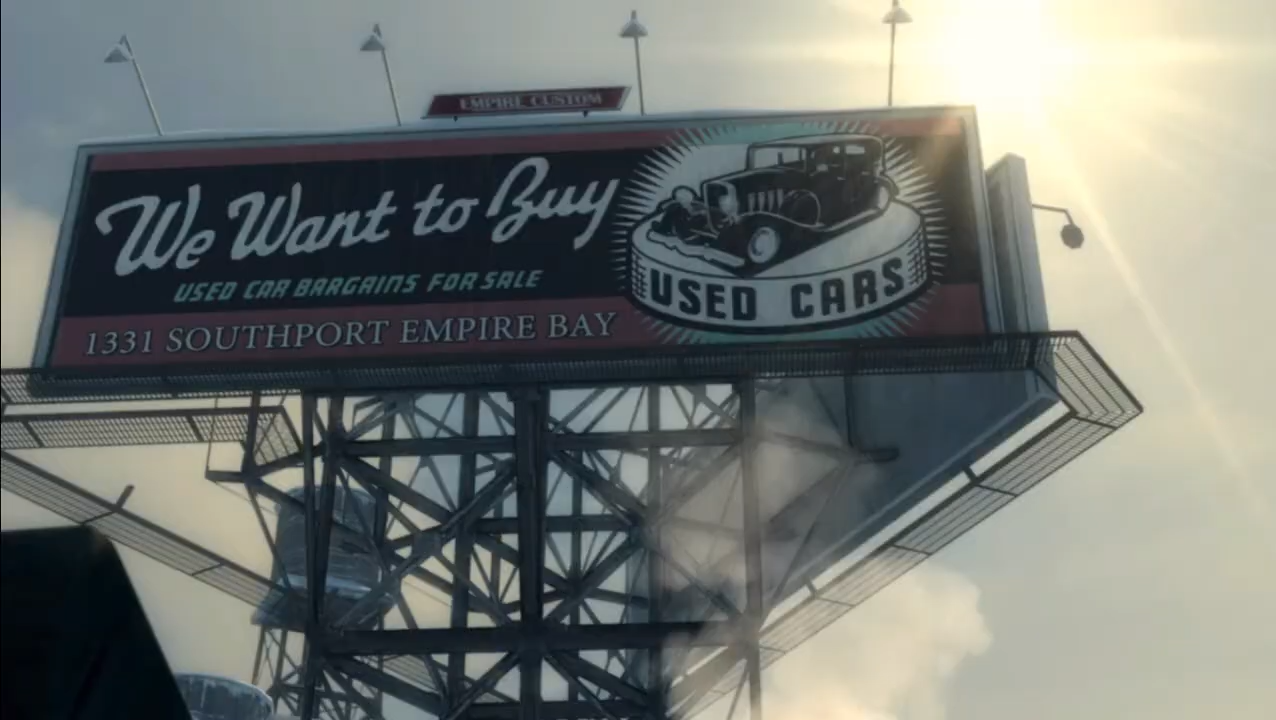 EMPIRE CUSTOM
We Want to Buy
USED CAR BARGAINS FOR SALE
1331 SOUTHPORT EMPIRE BAY
USED CARS